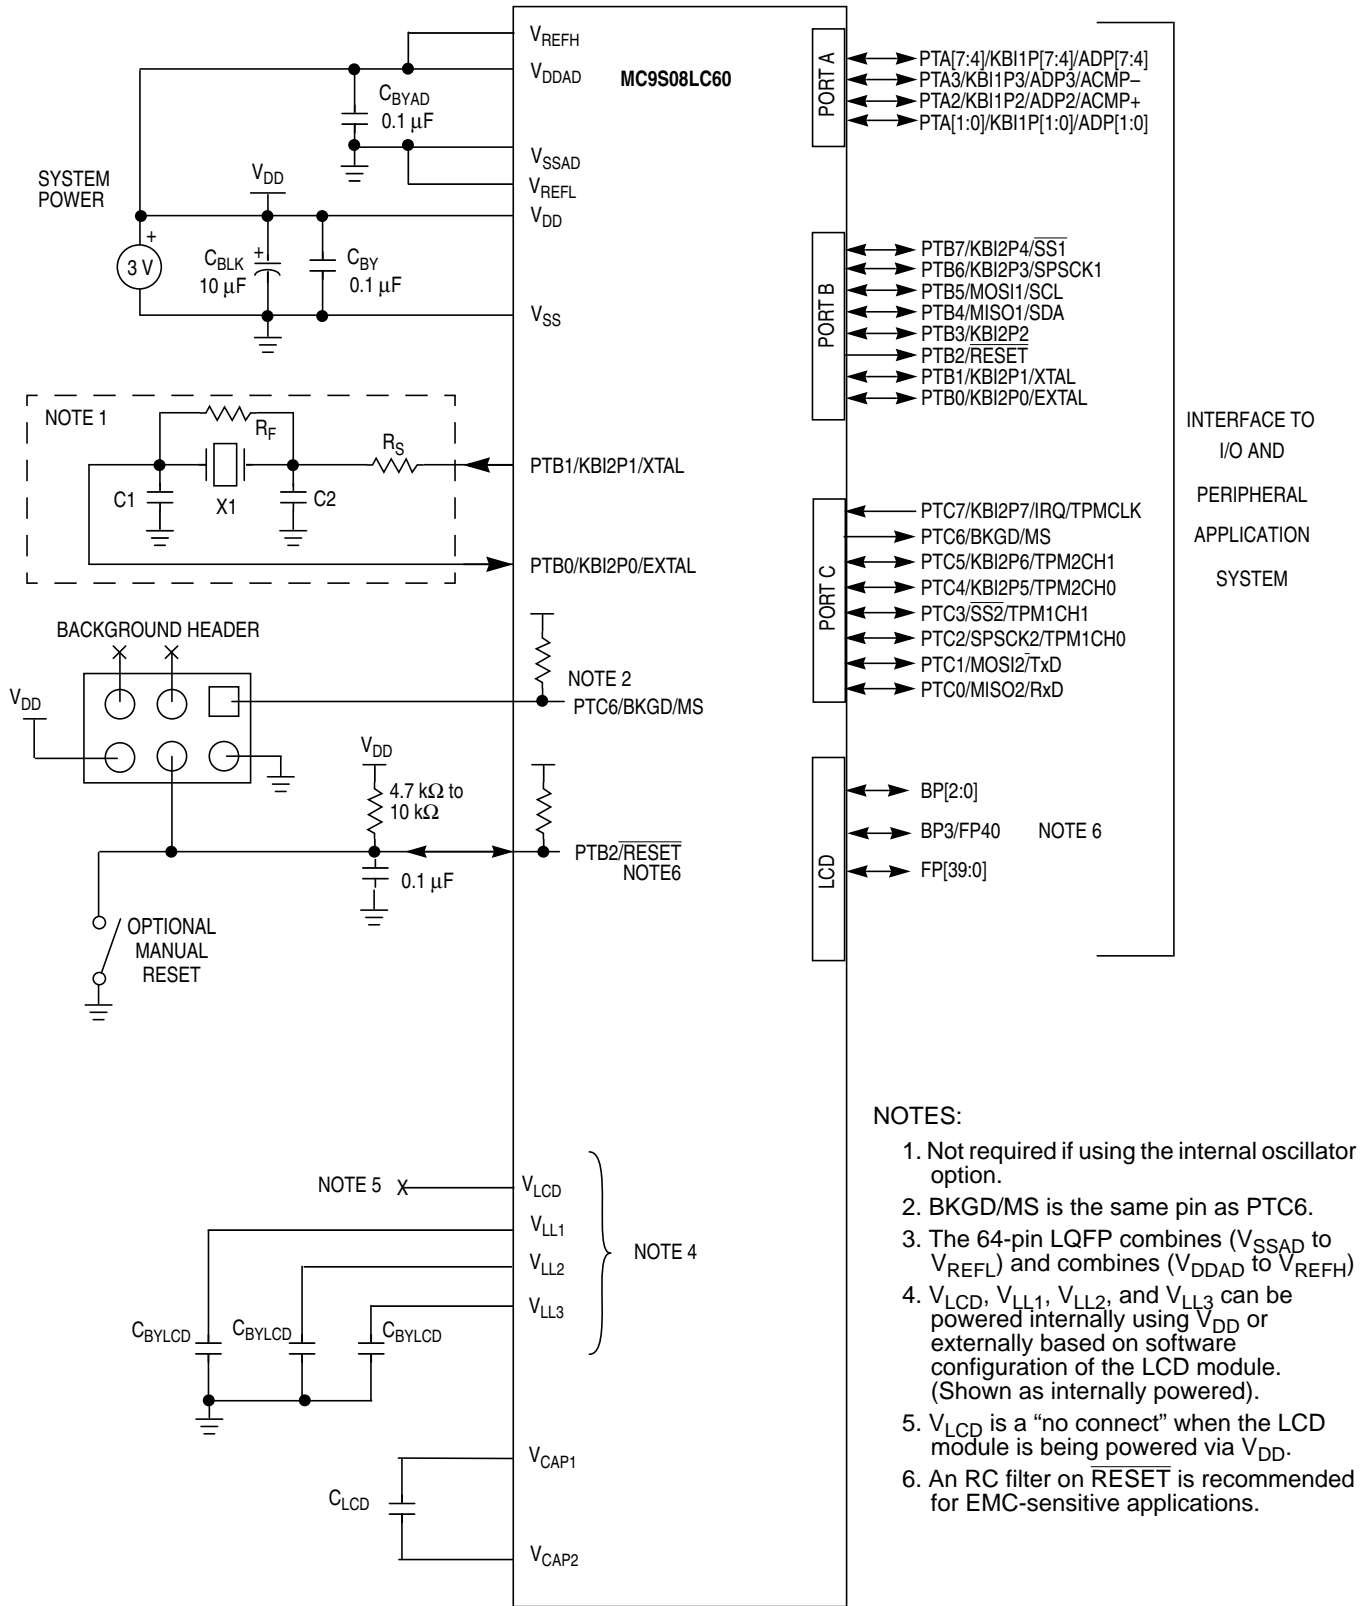 MC9S08LC60
V_REFH
V_DDAD
C_BYAD
0.1 µF
V_SSAD
V_REFL
SYSTEM
POWER
V_DD
V_DD
+
3 V
C_BLK
+
10 µF
C_BY
0.1 µF
V_SS
NOTE 1
R_F
R_S
C1
X1
C2
PTB1/KBI2P1/XTAL
PTB0/KBI2P0/EXTAL
BACKGROUND HEADER
V_DD
NOTE 2
PTC6/BKGD/MS
V_DD
4.7 kΩ to
10 kΩ
0.1 µF
PTB2/R̅E̅S̅E̅T̅
NOTE6
OPTIONAL
MANUAL
RESET
NOTE 5
X
V_LCD
V_LL1
V_LL2
V_LL3
NOTE 4
C_BYLCD
C_BYLCD
C_BYLCD
V_CAP1
C_LCD
V_CAP2
PORT A
PTA[7:4]/KBI1P[7:4]/ADP[7:4]
PTA3/KBI1P3/ADP3/ACMP–
PTA2/KBI1P2/ADP2/ACMP+
PTA[1:0]/KBI1P[1:0]/ADP[1:0]
PORT B
PTB7/KBI2P4/S̅S̅1̅
PTB6/KBI2P3/SPSCK1
PTB5/MOSI1/SCL
PTB4/MISO1/SDA
PTB3/KBI2P2
PTB2/R̅E̅S̅E̅T̅
PTB1/KBI2P1/XTAL
PTB0/KBI2P0/EXTAL
PORT C
PTC7/KBI2P7/IRQ/TPMCLK
PTC6/BKGD/MS
PTC5/KBI2P6/TPM2CH1
PTC4/KBI2P5/TPM2CH0
PTC3/S̅S̅2̅/TPM1CH1
PTC2/SPSCK2/TPM1CH0
PTC1/MOSI2/TxD
PTC0/MISO2/RxD
LCD
BP[2:0]
BP3/FP40 NOTE 6
FP[39:0]
INTERFACE TO
I/O AND
PERIPHERAL
APPLICATION
SYSTEM
NOTES:
1. Not required if using the internal oscillator
option.
2. BKGD/MS is the same pin as PTC6.
3. The 64-pin LQFP combines (V_SSAD to
V_REFL) and combines (V_DDAD to V_REFH)
4. V_LCD, V_LL1, V_LL2, and V_LL3 can be
powered internally using V_DD or
externally based on software
configuration of the LCD module.
(Shown as internally powered).
5. V_LCD is a “no connect” when the LCD
module is being powered via V_DD.
6. An RC filter on R̅E̅S̅E̅T̅ is recommended
for EMC-sensitive applications.